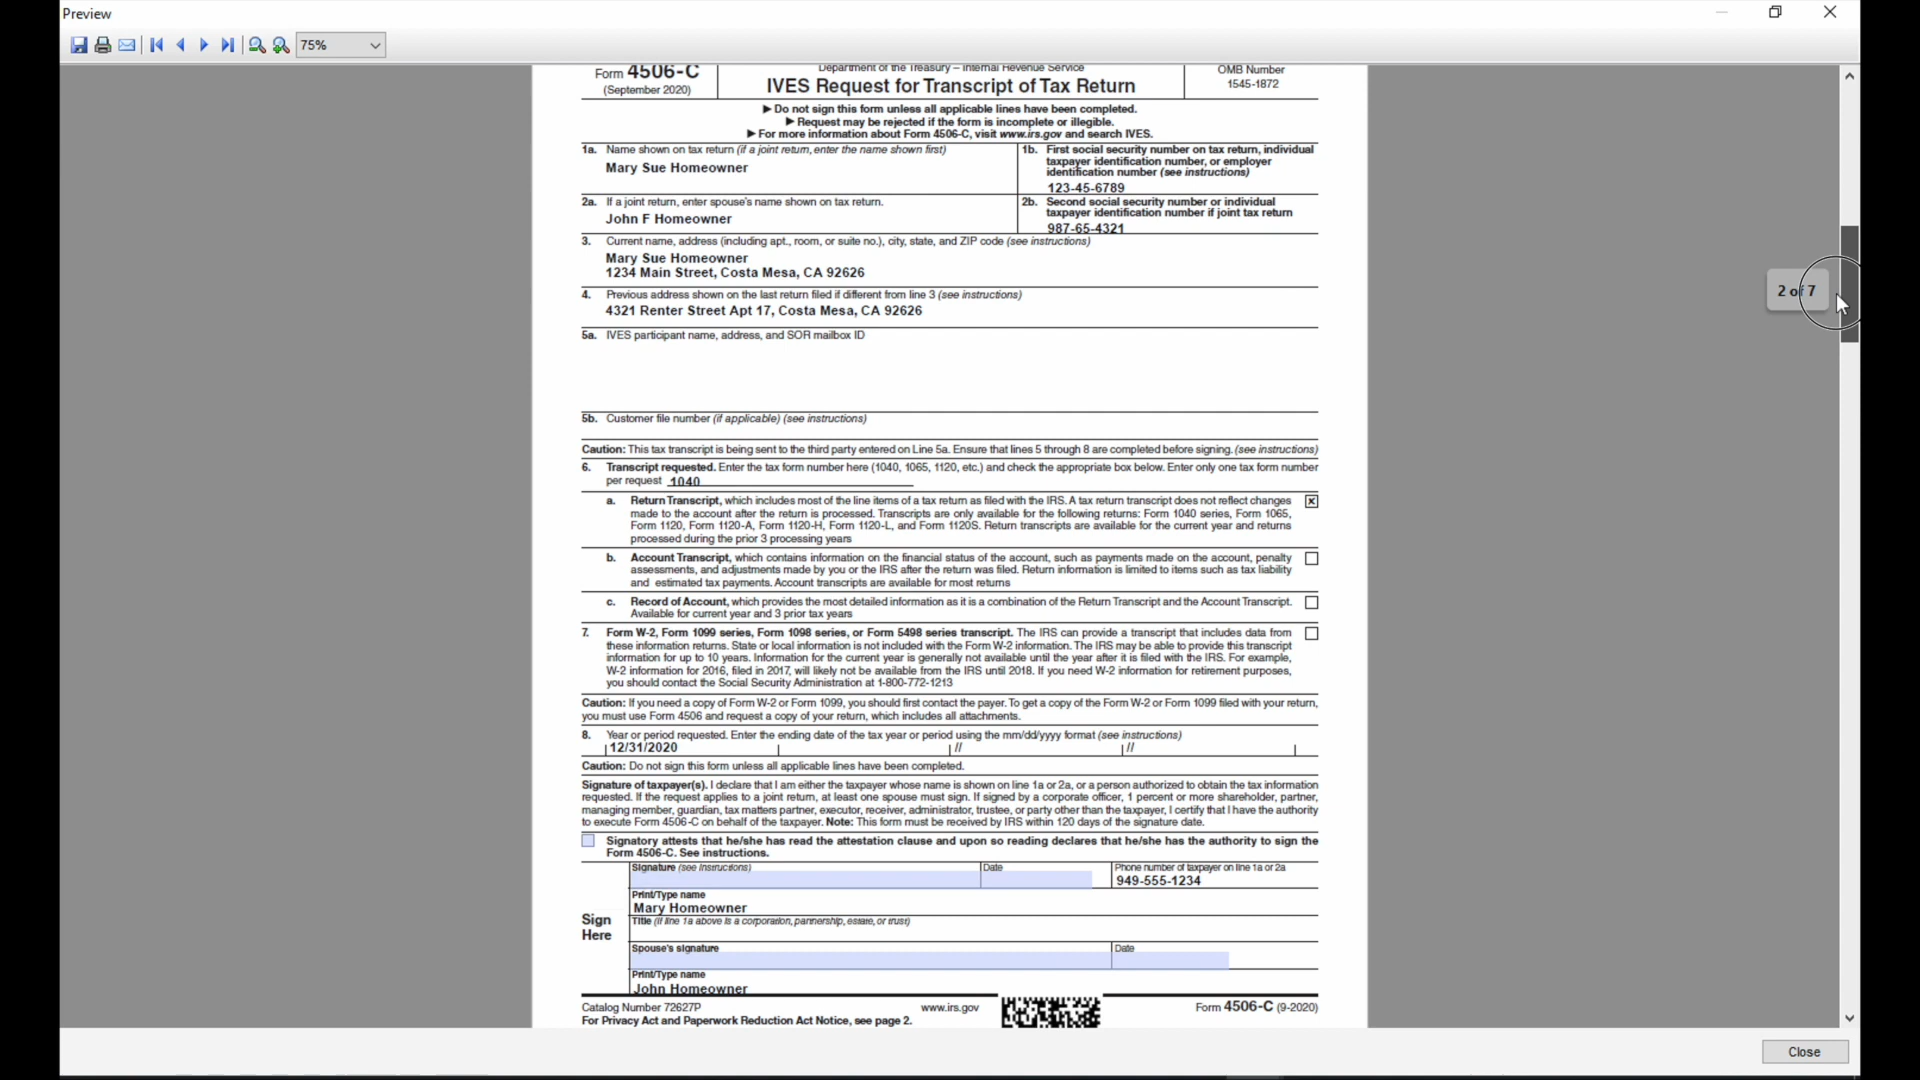 Preview
75%
Form 4506-C
Department of the Treasury – Internal Revenue Service
OMB Number
(September 2020)
IVES Request for Transcript of Tax Return
1545-1872
▶ Do not sign this form unless all applicable lines have been completed.
▶ Request may be rejected if the form is incomplete or illegible.
▶ For more information about Form 4506-C, visit www.irs.gov and search IVES.
1a. Name shown on tax return (if a joint return, enter the name shown first)
Mary Sue Homeowner
1b. First social security number on tax return, individual
taxpayer identification number, or employer
identification number (see instructions)
123-45-6789
2a. If a joint return, enter spouse's name shown on tax return.
John F Homeowner
2b. Second social security number or individual
taxpayer identification number if joint tax return
987-65-4321
3. Current name, address (including apt., room, or suite no.), city, state, and ZIP code (see instructions)
Mary Sue Homeowner
1234 Main Street, Costa Mesa, CA 92626
4. Previous address shown on the last return filed if different from line 3 (see instructions)
4321 Renter Street Apt 17, Costa Mesa, CA 92626
2 of 7
5a. IVES participant name, address, and SOR mailbox ID
5b. Customer file number (if applicable) (see instructions)
Caution: This tax transcript is being sent to the third party entered on Line 5a. Ensure that lines 5 through 8 are completed before signing. (see instructions)
6. Transcript requested. Enter the tax form number here (1040, 1065, 1120, etc.) and check the appropriate box below. Enter only one tax form number
per request 1040
a. Return Transcript, which includes most of the line items of a tax return as filed with the IRS. A tax return transcript does not reflect changes
made to the account after the return is processed. Transcripts are only available for the following returns: Form 1040 series, Form 1065,
Form 1120, Form 1120-A, Form 1120-H, Form 1120-L, and Form 1120S. Return transcripts are available for the current year and returns
processed during the prior 3 processing years
b. Account Transcript, which contains information on the financial status of the account, such as payments made on the account, penalty
assessments, and adjustments made by you or the IRS after the return was filed. Return information is limited to items such as tax liability
and estimated tax payments. Account transcripts are available for most returns
c. Record of Account, which provides the most detailed information as it is a combination of the Return Transcript and the Account Transcript.
Available for current year and 3 prior tax years
7. Form W-2, Form 1099 series, Form 1098 series, or Form 5498 series transcript. The IRS can provide a transcript that includes data from
these information returns. State or local information is not included with the Form W-2 information. The IRS may be able to provide this transcript
information for up to 10 years. Information for the current year is generally not available until the year after it is filed with the IRS. For example,
W-2 information for 2016, filed in 2017, will likely not be available from the IRS until 2018. If you need W-2 information for retirement purposes,
you should contact the Social Security Administration at 1-800-772-1213
Caution: If you need a copy of Form W-2 or Form 1099, you should first contact the payer. To get a copy of the Form W-2 or Form 1099 filed with your return,
you must use Form 4506 and request a copy of your return, which includes all attachments.
8. Year or period requested. Enter the ending date of the tax year or period using the mm/dd/yyyy format (see instructions)
12/31/2020 // //
Caution: Do not sign this form unless all applicable lines have been completed.
Signature of taxpayer(s). I declare that I am either the taxpayer whose name is shown on line 1a or 2a, or a person authorized to obtain the tax information
requested. If the request applies to a joint return, at least one spouse must sign. If signed by a corporate officer, 1 percent or more shareholder, partner,
managing member, guardian, tax matters partner, executor, receiver, administrator, trustee, or party other than the taxpayer, I certify that I have the authority
to execute Form 4506-C on behalf of the taxpayer. Note: This form must be received by IRS within 120 days of the signature date.
Signatory attests that he/she has read the attestation clause and upon so reading declares that he/she has the authority to sign the
Form 4506-C. See instructions.
Signature (see instructions)
Date
Phone number of taxpayer on line 1a or 2a
949-555-1234
Print/Type name
Mary Homeowner
Sign
Here
Title (if line 1a above is a corporation, partnership, estate, or trust)
Spouse's signature
Date
Print/Type name
John Homeowner
Catalog Number 72627P
www.irs.gov
Form 4506-C (9-2020)
For Privacy Act and Paperwork Reduction Act Notice, see page 2.
Close